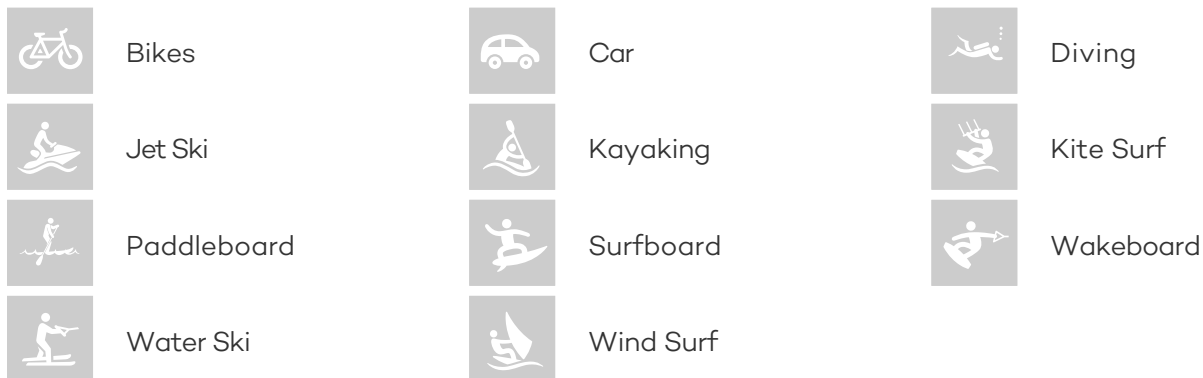 Bikes
Car
Diving
Jet Ski
Kayaking
Kite Surf
Paddleboard
Surfboard
Wakeboard
Water Ski
Wind Surf